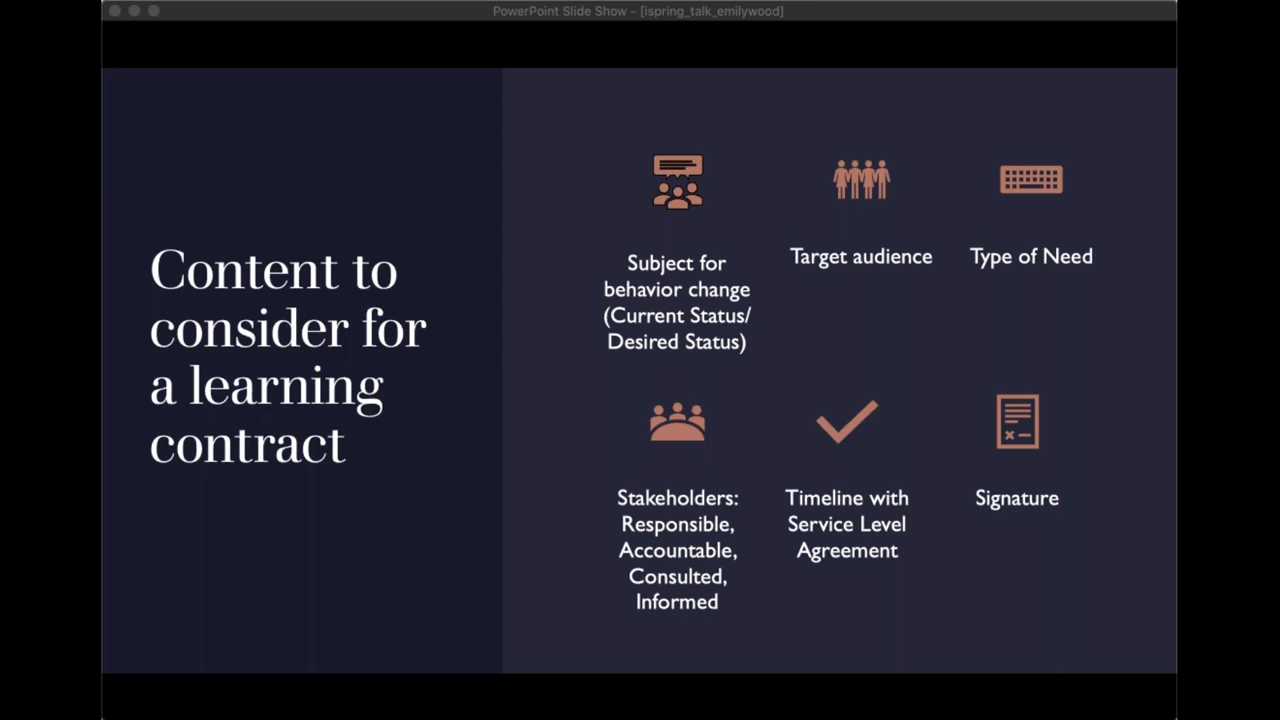 PowerPoint Slide Show - [ispring_talk_emilywood]
Content to
consider for
a learning
contract
Subject for
behavior change
(Current Status/
Desired Status)
Target audience
Type of Need
Stakeholders:
Responsible,
Accountable,
Consulted,
Informed
Timeline with
Service Level
Agreement
Signature